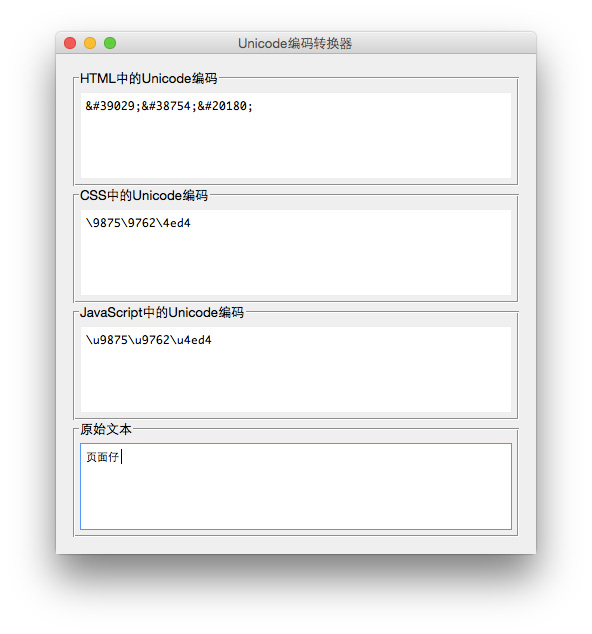 Unicode编码转换器
HTML中的Unicode编码
&#39029;&#38754;&#20180;
CSS中的Unicode编码
\9875\9762\4ed4
JavaScript中的Unicode编码
\u9875\u9762\u4ed4
原始文本
页面仔